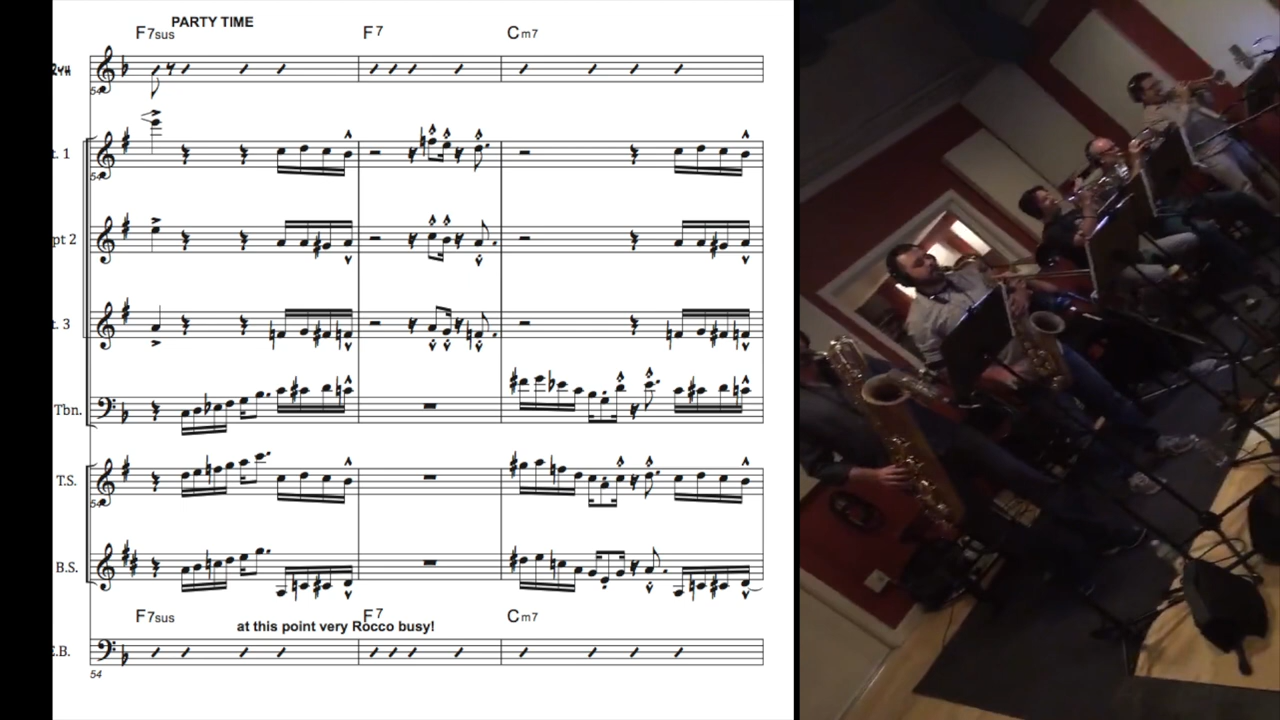 PARTY TIME
F7sus F7 Cm7
54
t. 1
54
pt 2
t. 3
Tbn.
T.S.
54
B.S.
F7sus F7 Cm7
at this point very Rocco busy!
E.B.
54